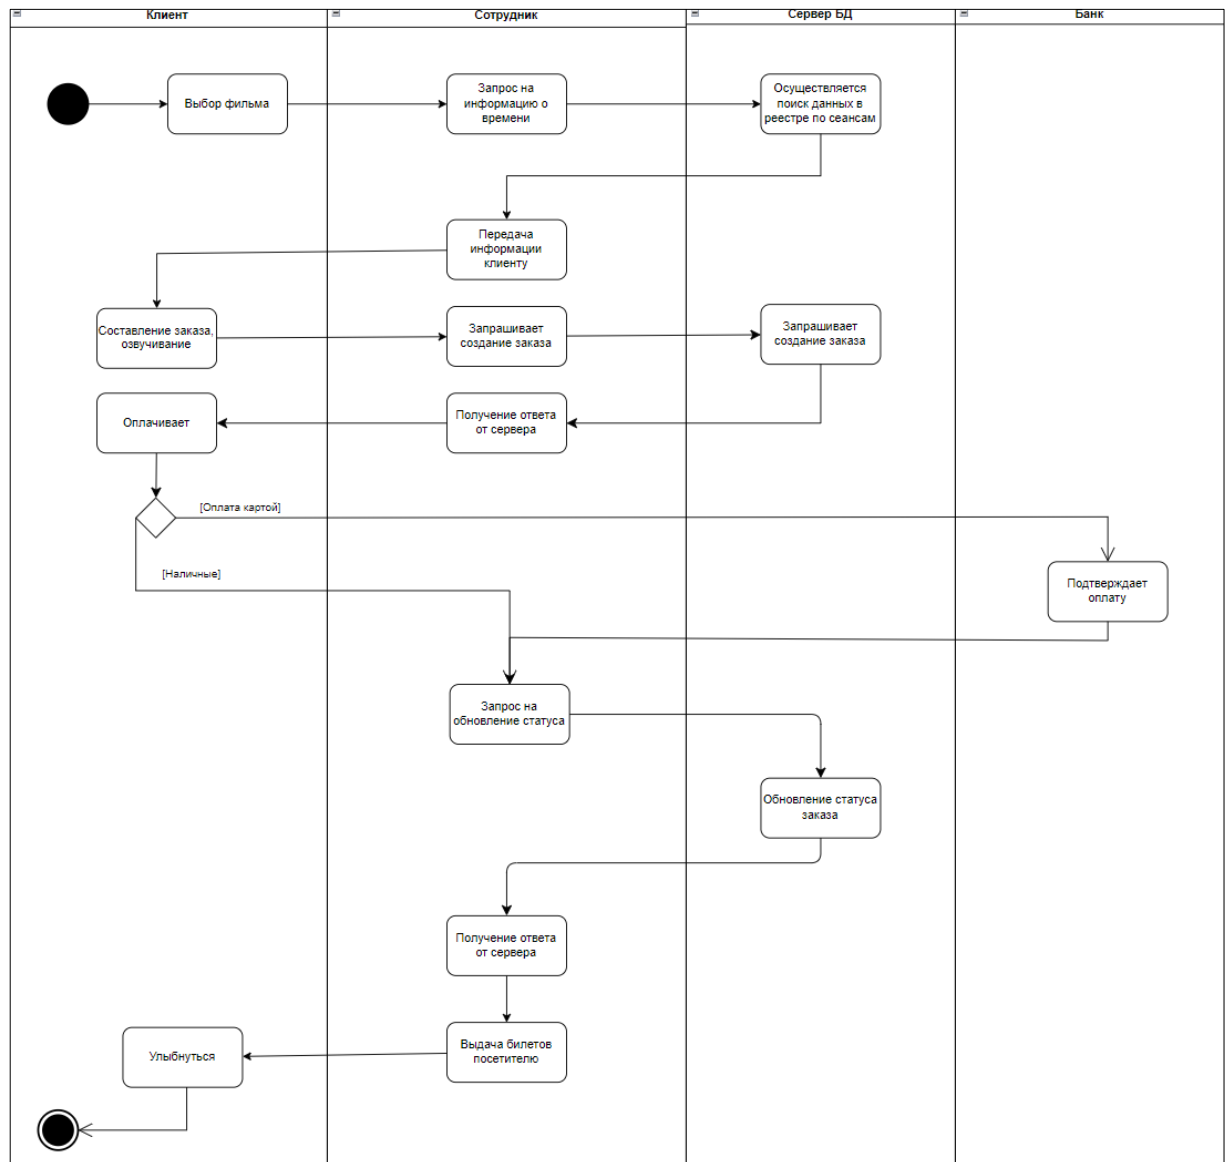 Клиент
Сотрудник
Сервер БД
Банк
Выбор фильма
Запрос на
информацию о
времени
Осуществляется
поиск данных в
реестре по сеансам
Передача
информации
клиенту
Составление заказа,
озвучивание
Запрашивает
создание заказа
Запрашивает
создание заказа
Оплачивает
Получение ответа
от сервера
[Оплата картой]
[Наличные]
Подтверждает
оплату
Запрос на
обновление статуса
Обновление статуса
заказа
Получение ответа
от сервера
Выдача билетов
посетителю
Улыбнуться